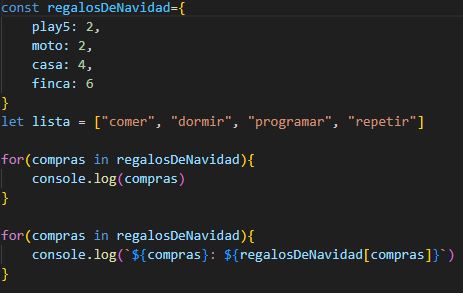 const regalosDeNavidad={
    play5: 2,
    moto: 2,
    casa: 4,
    finca: 6
}
let lista = ["comer", "dormir", "programar", "repetir"]

for(compras in regalosDeNavidad){
    console.log(compras)
}

for(compras in regalosDeNavidad){
    console.log(`${compras}: ${regalosDeNavidad[compras]}`)
}